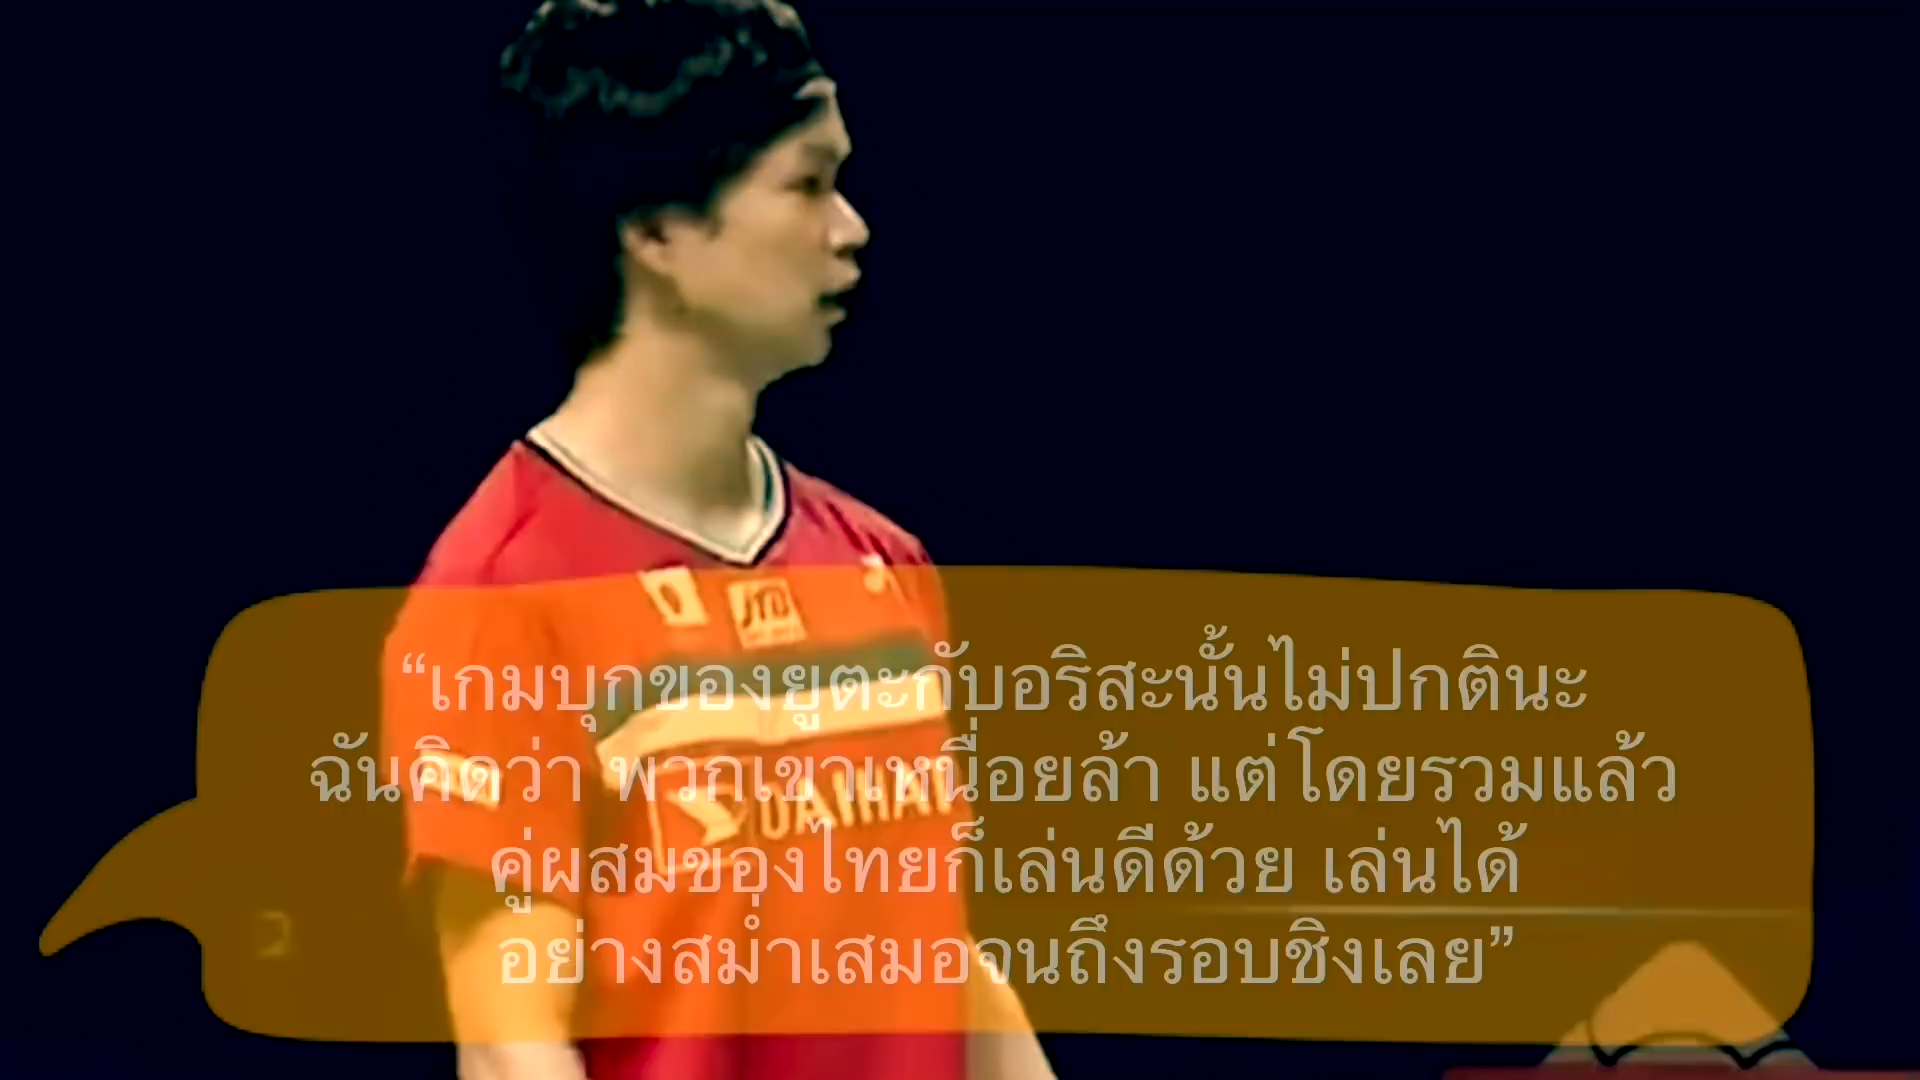 JTB
“เกมบุกของยูตะกับอริสะนั้นไม่ปกตินะ
ฉันคิดว่า พวกเขาเหนื่อยล้า แต่โดยรวมแล้ว
DAIHATSU
คู่ผสมของไทยก็เล่นดีด้วย เล่นได้
อย่างสม่ำเสมอจนถึงรอบชิงเลย”